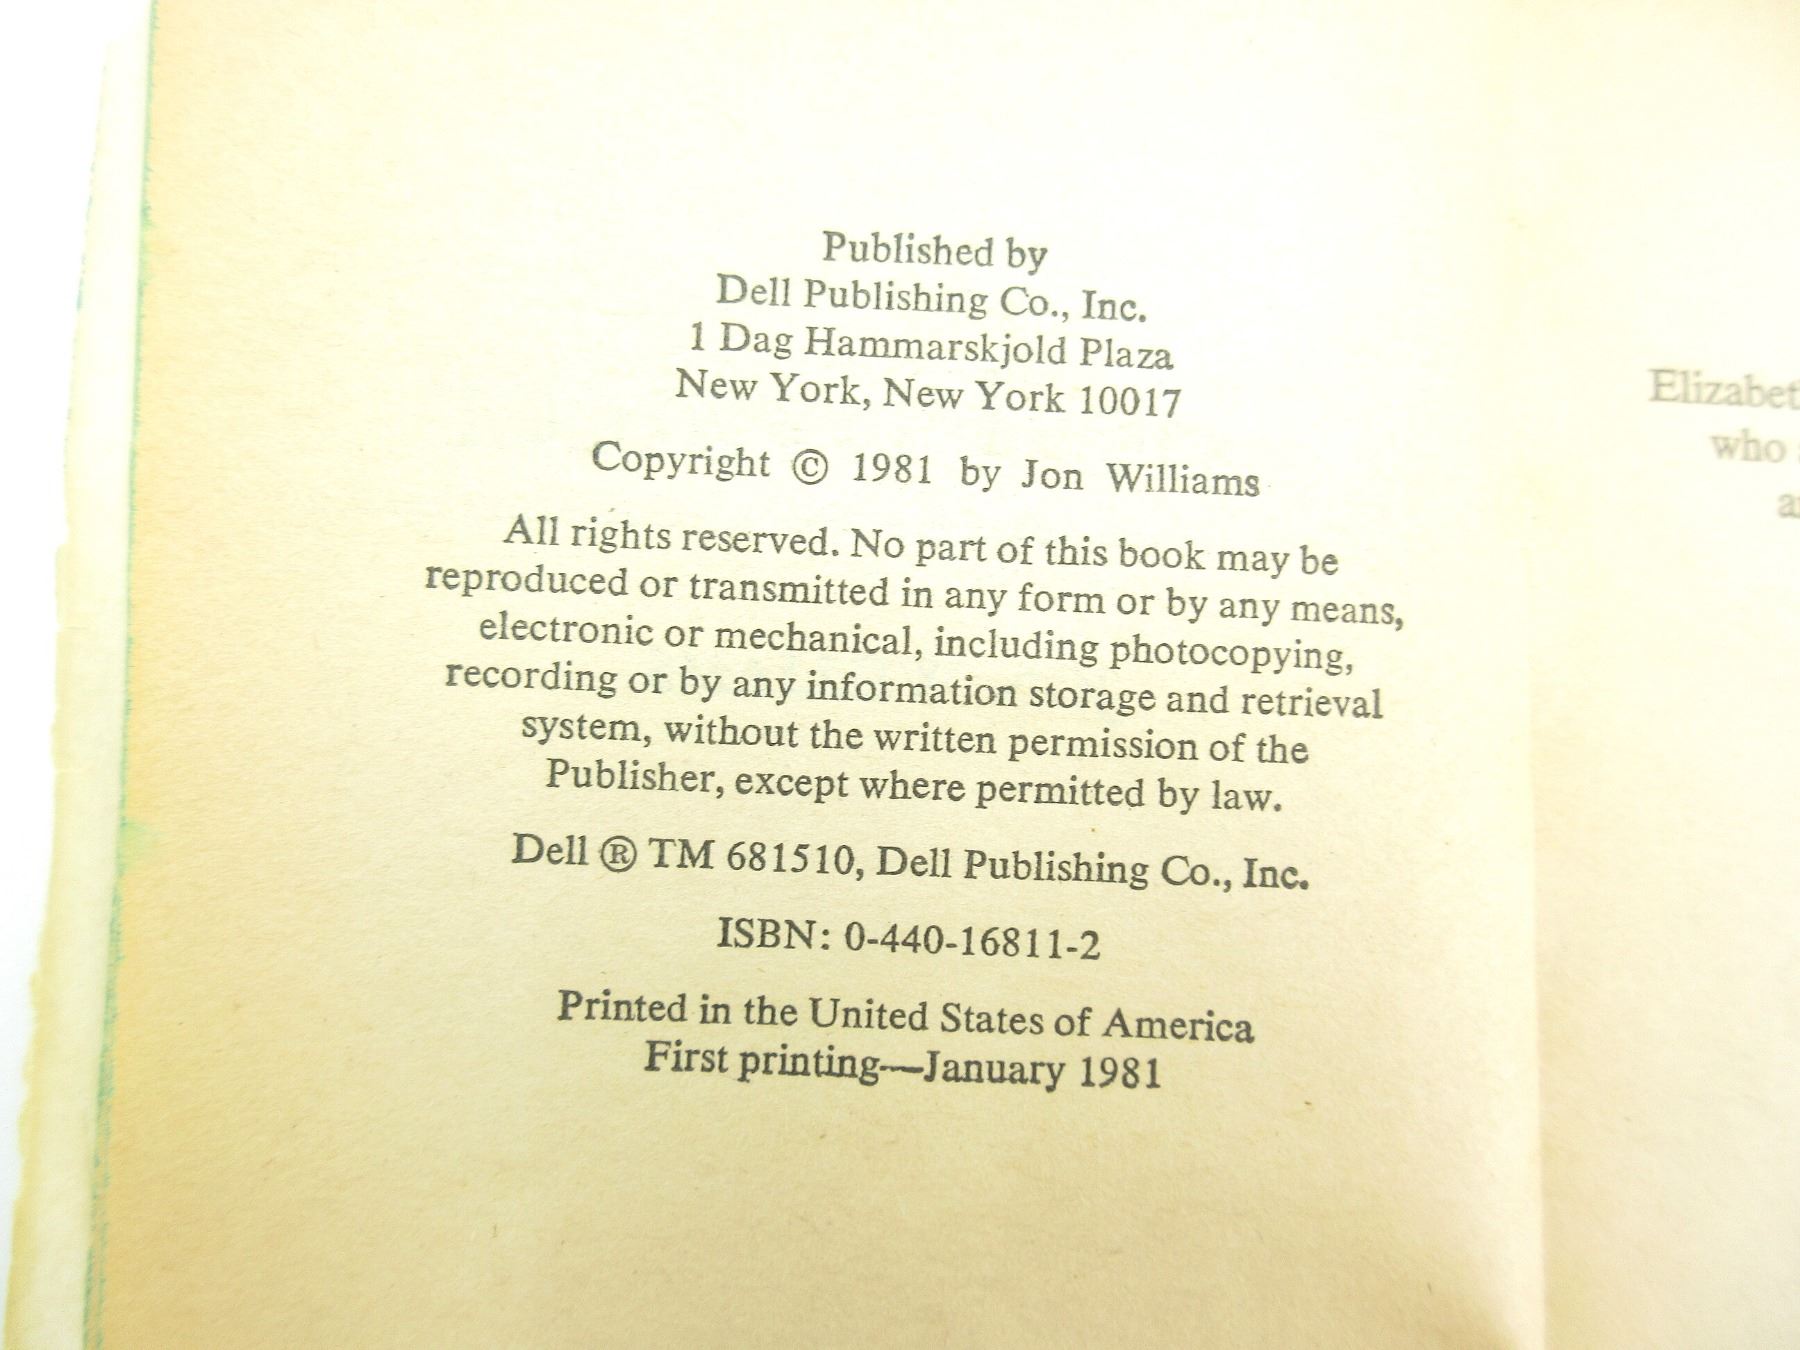 Published by
Dell Publishing Co., Inc.
1 Dag Hammarskjold Plaza
New York, New York 10017
Copyright © 1981 by Jon Williams
All rights reserved. No part of this book may be
reproduced or transmitted in any form or by any means,
electronic or mechanical, including photocopying,
recording or by any information storage and retrieval
system, without the written permission of the
Publisher, except where permitted by law.
Dell ® TM 681510, Dell Publishing Co., Inc.
ISBN: 0-440-16811-2
Printed in the United States of America
First printing—January 1981
who